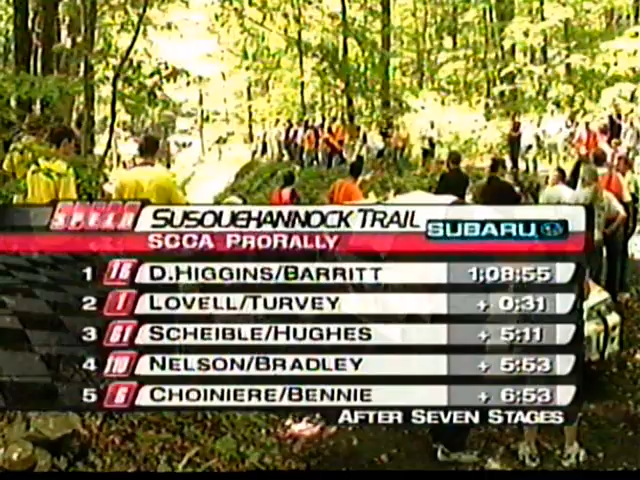 SPEED SUSQUEHANNOCK TRAIL SUBARU
SCCA PRORALLY
1 16 D.HIGGINS/BARRITT 1:08:55
2 1 LOVELL/TURVEY + 0:31
3 61 SCHEIBLE/HUGHES + 5:11
4 110 NELSON/BRADLEY + 5:53
5 6 CHOINIERE/BENNIE + 6:53
AFTER SEVEN STAGES